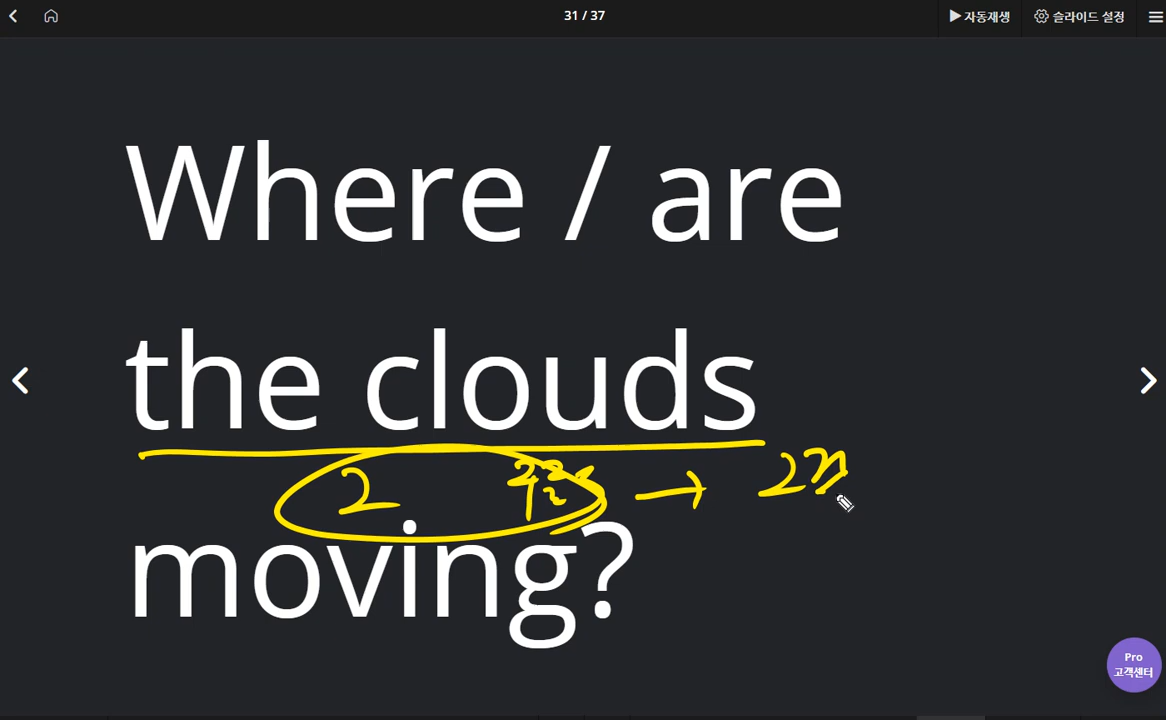 31 / 37
▶ 자동재생
슬라이드 설정
Where / are
the clouds
2
moving?
Pro
고객센터